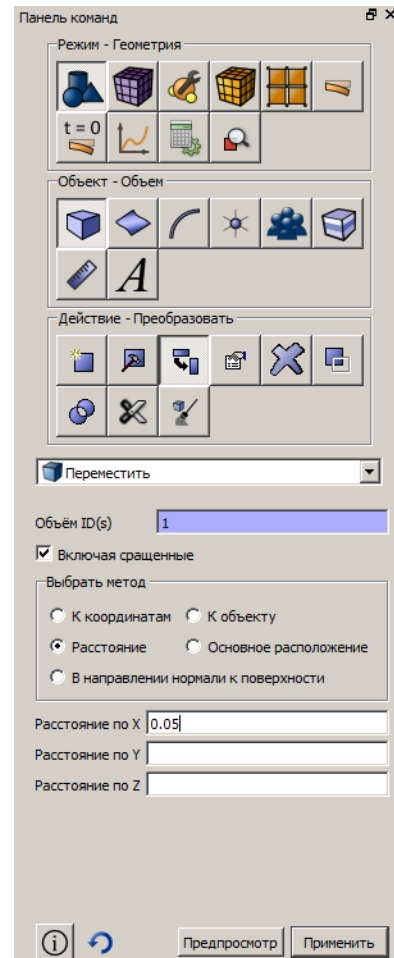 Панель команд
Режим - Геометрия
t = 0
Объект - Объем
A
Действие - Преобразовать
Переместить
Объём ID(s) 1
Включая сращенные
Выбрать метод
К координатам К объекту
Расстояние Основное расположение
В направлении нормали к поверхности
Расстояние по X 0.05
Расстояние по Y
Расстояние по Z
Предпросмотр Применить